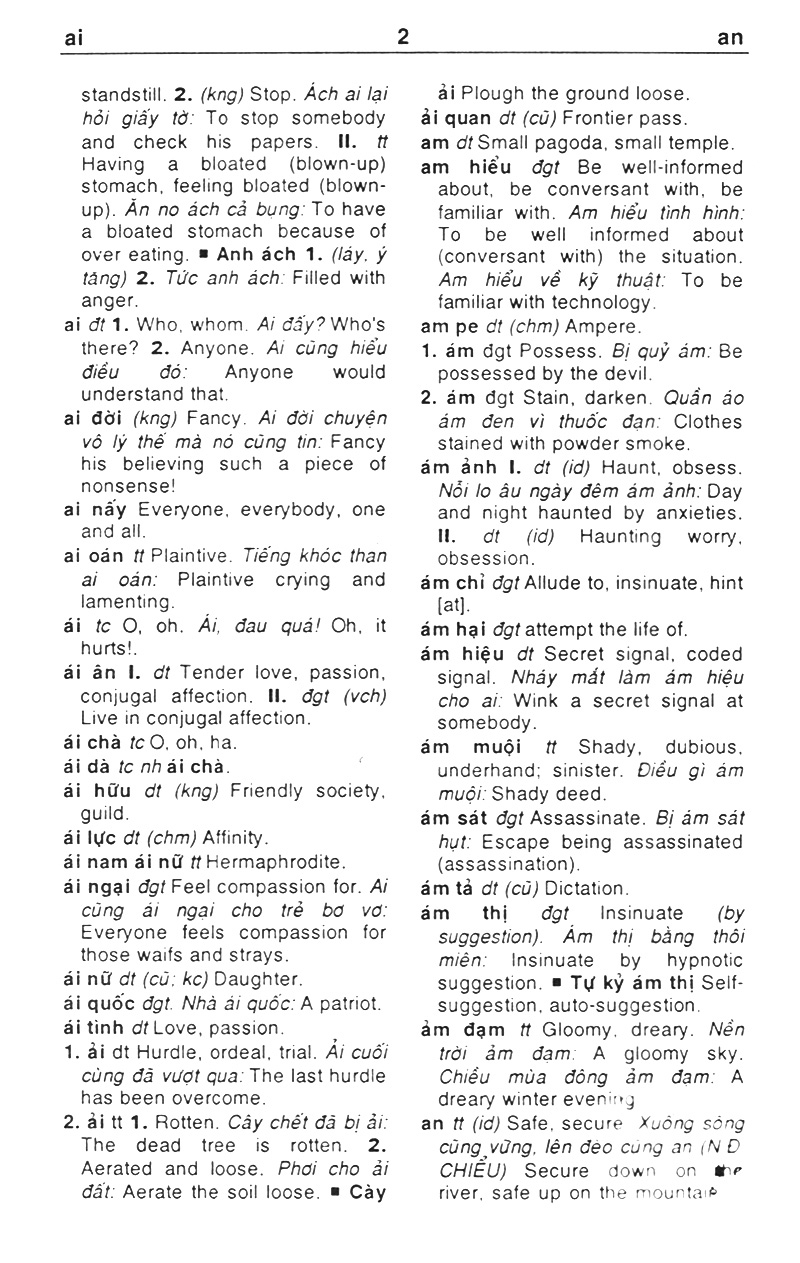 ai 2 an
standstill. 2. (kng) Stop. Ách ai lại
hỏi giấy tờ: To stop somebody
and check his papers. II. tt
Having a bloated (blown-up)
stomach, feeling bloated (blown-
up). Ăn no ách cả bụng: To have
a bloated stomach because of
over eating. ■ Anh ách 1. (láy, ý
tăng) 2. Tức anh ách: Filled with
anger.
ai đt 1. Who, whom. Ai đấy? Who's
there? 2. Anyone. Ai cũng hiểu
điều đó: Anyone would
understand that.
ai đời (kng) Fancy. Ai đời chuyện
vô lý thế mà nó cũng tin: Fancy
his believing such a piece of
nonsense!
ai nấy Everyone, everybody, one
and all.
ai oán tt Plaintive. Tiếng khóc than
ai oán: Plaintive crying and
lamenting.
ái tc O, oh. Ái, đau quá! Oh, it
hurts!.
ái ân I. dt Tender love, passion,
conjugal affection. II. đgt (vch)
Live in conjugal affection.
ái chà tc O, oh, ha.
ái dà tc nh ái chà.
ái hữu dt (kng) Friendly society,
guild.
ái lực dt (chm) Affinity.
ái nam ái nữ tt Hermaphrodite.
ái ngại đgt Feel compassion for. Ai
cũng ái ngại cho trẻ bơ vơ:
Everyone feels compassion for
those waifs and strays.
ái nữ dt (cũ; kc) Daughter.
ái quốc đgt. Nhà ái quốc: A patriot.
ái tình dt Love, passion.
1. ải dt Hurdle, ordeal, trial. Ải cuối
cùng đã vượt qua: The last hurdle
has been overcome.
2. ải tt 1. Rotten. Cây chết đã bị ải:
The dead tree is rotten. 2.
Aerated and loose. Phơi cho ải
đất: Aerate the soil loose. ■ Cày
ải Plough the ground loose.
ải quan dt (cũ) Frontier pass.
am dt Small pagoda, small temple.
am hiểu đgt Be well-informed
about, be conversant with, be
familiar with. Am hiểu tình hình:
To be well informed about
(conversant with) the situation.
Am hiểu về kỹ thuật: To be
familiar with technology.
am pe dt (chm) Ampere.
1. ám đgt Possess. Bị quỷ ám: Be
possessed by the devil.
2. ám đgt Stain, darken. Quần áo
ám đen vì thuốc đạn: Clothes
stained with powder smoke.
ám ảnh I. dt (id) Haunt, obsess.
Nỗi lo âu ngày đêm ám ảnh: Day
and night haunted by anxieties.
II. dt (id) Haunting worry,
obsession.
ám chỉ đgt Allude to, insinuate, hint
[at].
ám hại đgt attempt the life of.
ám hiệu dt Secret signal, coded
signal. Nháy mắt làm ám hiệu
cho ai: Wink a secret signal at
somebody.
ám muội tt Shady, dubious,
underhand; sinister. Điều gì ám
muội: Shady deed.
ám sát đgt Assassinate. Bị ám sát
hụt: Escape being assassinated
(assassination).
ám tả dt (cũ) Dictation.
ám thị đgt Insinuate (by
suggestion). Ám thị bằng thôi
miên: Insinuate by hypnotic
suggestion. ■ Tự kỷ ám thị Self-
suggestion, auto-suggestion.
ảm đạm tt Gloomy, dreary. Nền
trời ảm đạm: A gloomy sky.
Chiều mùa đông ảm đạm: A
dreary winter evening
an tt (id) Safe, secure Xuông sông
cũng vững, lên đèo cũng an (N Đ
CHIỂU) Secure down on the
river, safe up on the mountain